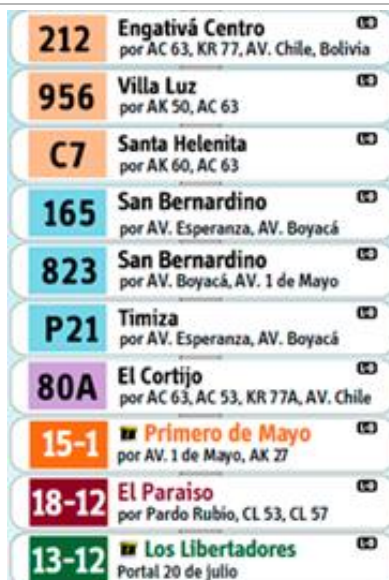 212 Engativá Centro L-D
por AC 63, KR 77, AV. Chile, Bolivia
956 Villa Luz L-D
por AK 50, AC 63
C7 Santa Helenita L-D
por AK 60, AC 63
165 San Bernardino L-D
por AV. Esperanza, AV. Boyacá
823 San Bernardino L-D
por AV. Boyacá, AV. 1 de Mayo
P21 Timiza L-D
por AV. Esperanza, AV. Boyacá
80A El Cortijo L-D
por AC 63, AC 53, KR 77A, AV. Chile
15-1 Primero de Mayo L-D
por AV. 1 de Mayo, AK 27
18-12 El Paraiso L-D
por Pardo Rubio, CL 53, CL 57
13-12 Los Libertadores L-D
Portal 20 de julio